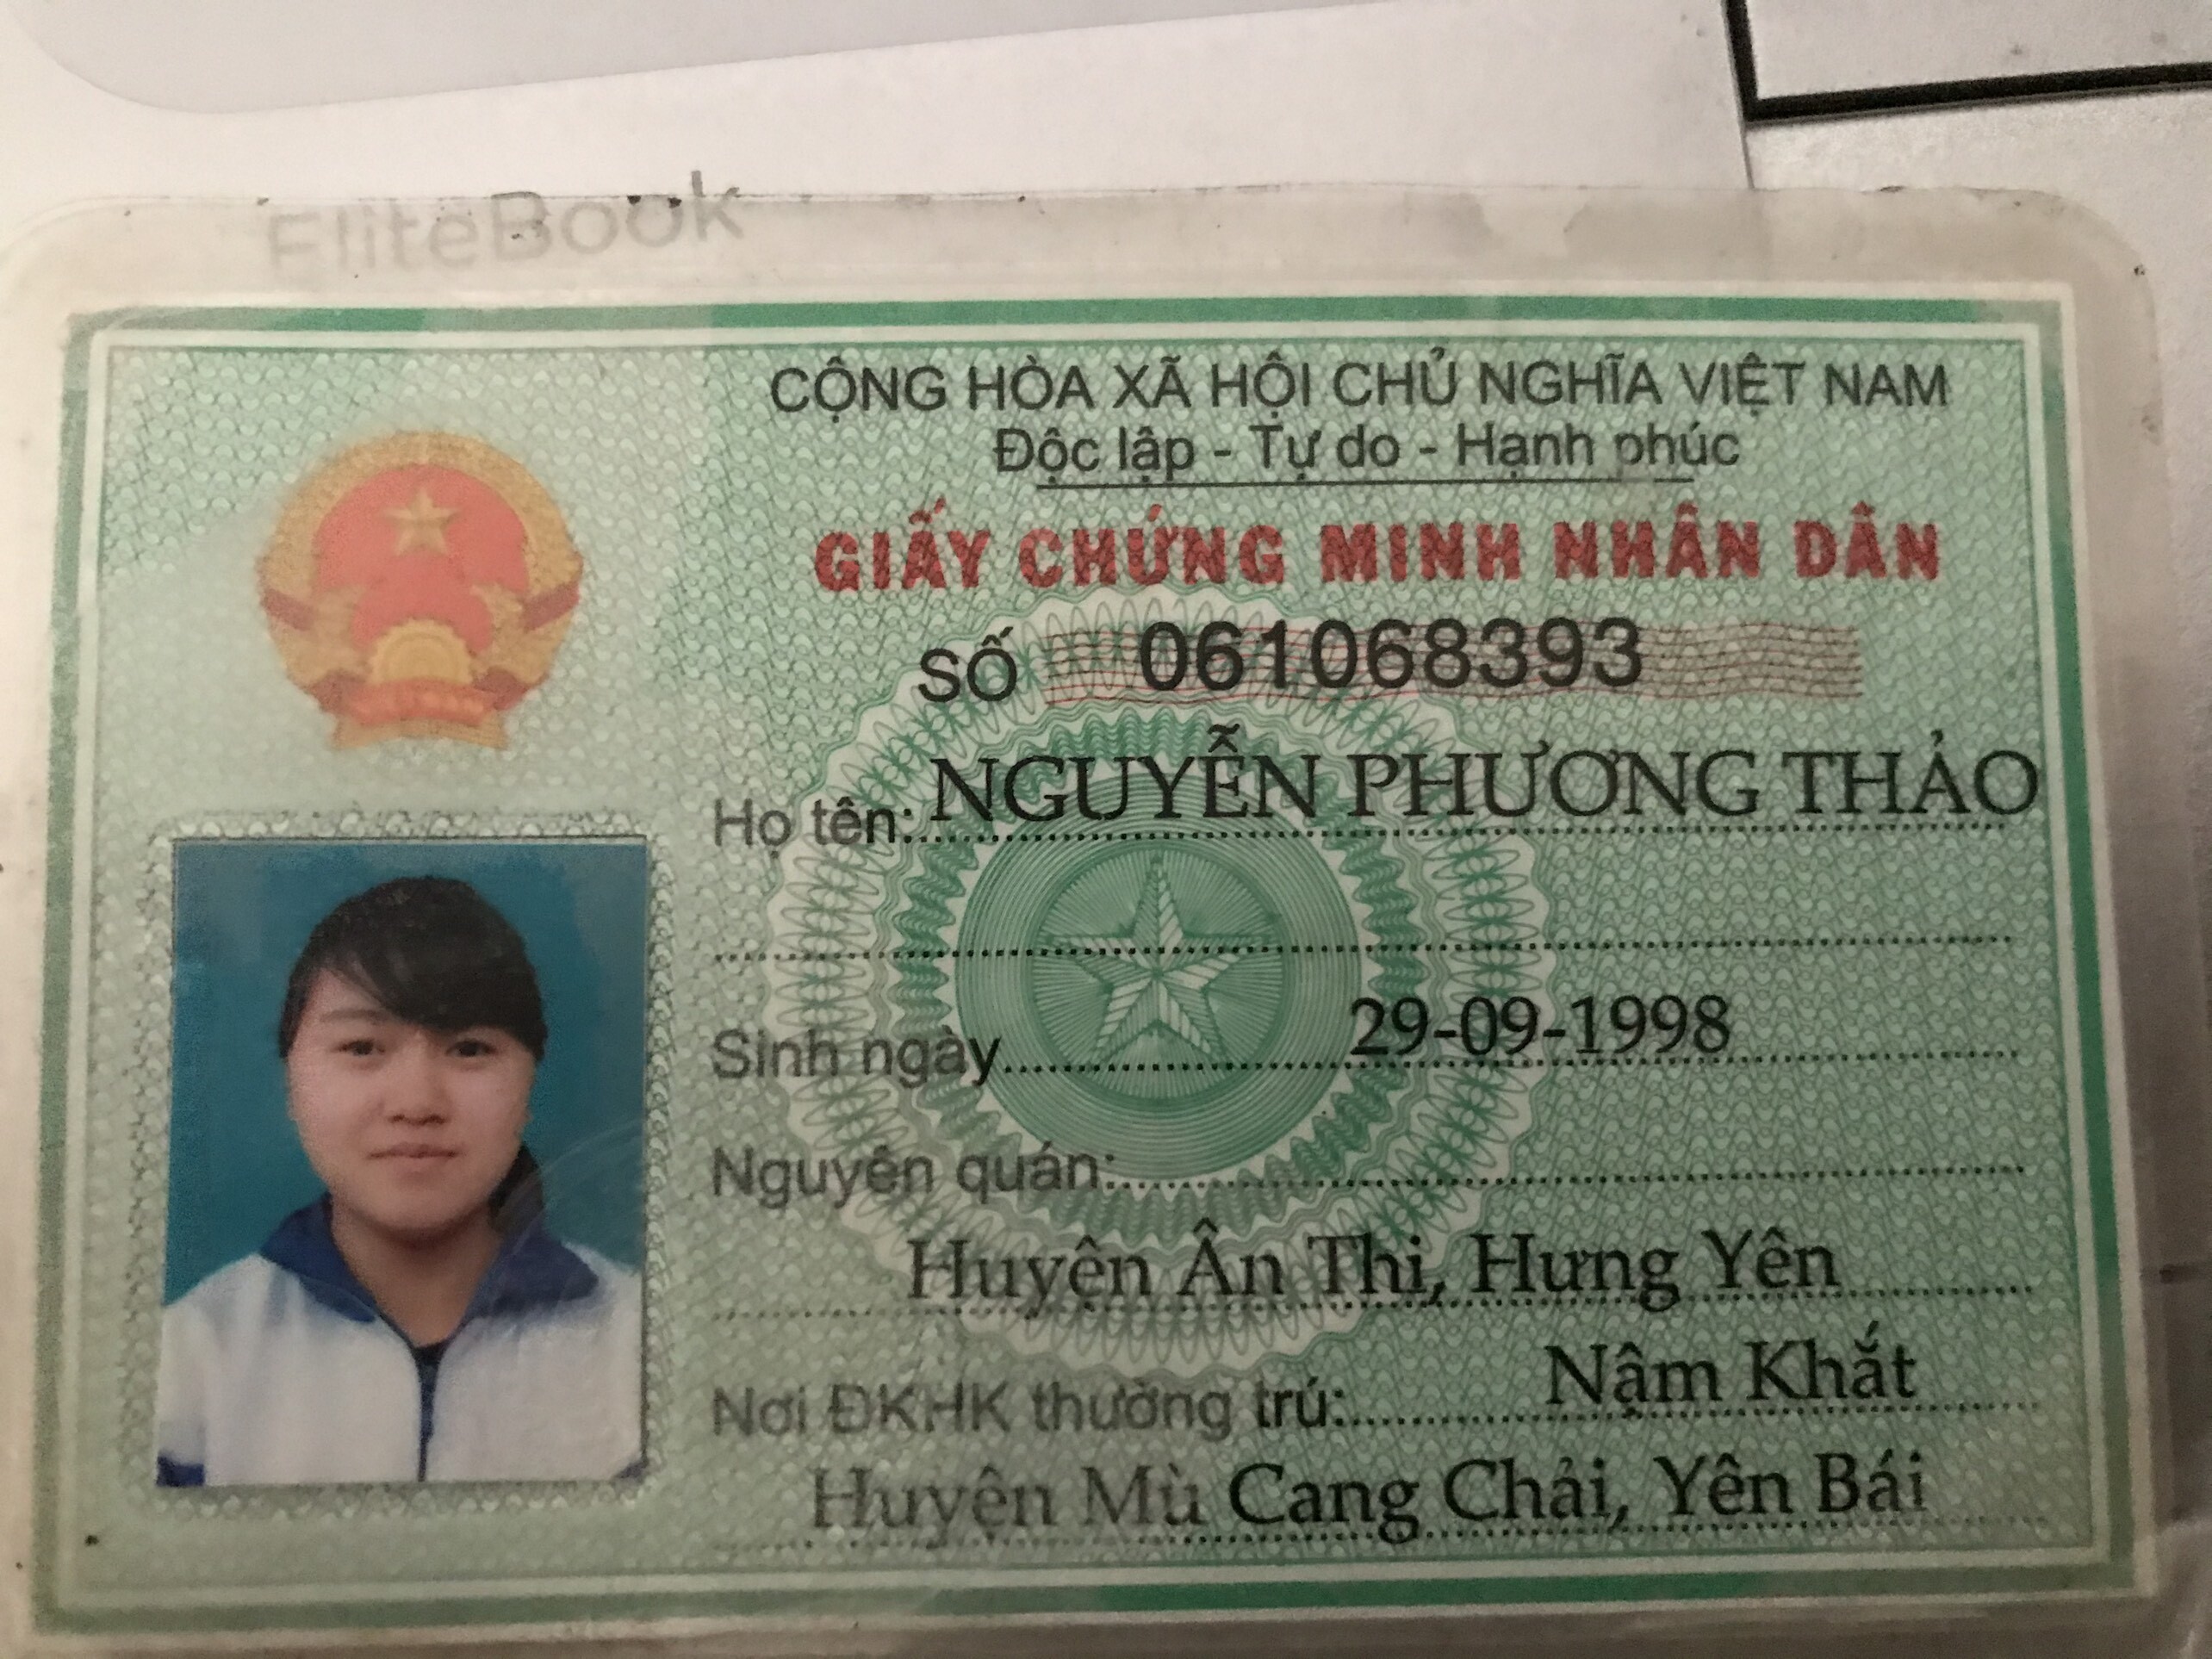 EliteBook
CỘNG HÒA XÃ HỘI CHỦ NGHĨA VIỆT NAM
Độc lập - Tự do - Hạnh phúc
GIẤY CHỨNG MINH NHÂN DÂN
SỐ 061068393
Họ tên: NGUYỄN PHƯƠNG THẢO
Sinh ngày 29-09-1998
Nguyên quán:
Huyện Ân Thi, Hưng Yên
Nơi ĐKHK thường trú: Nậm Khắt
Huyện Mù Cang Chải, Yên Bái